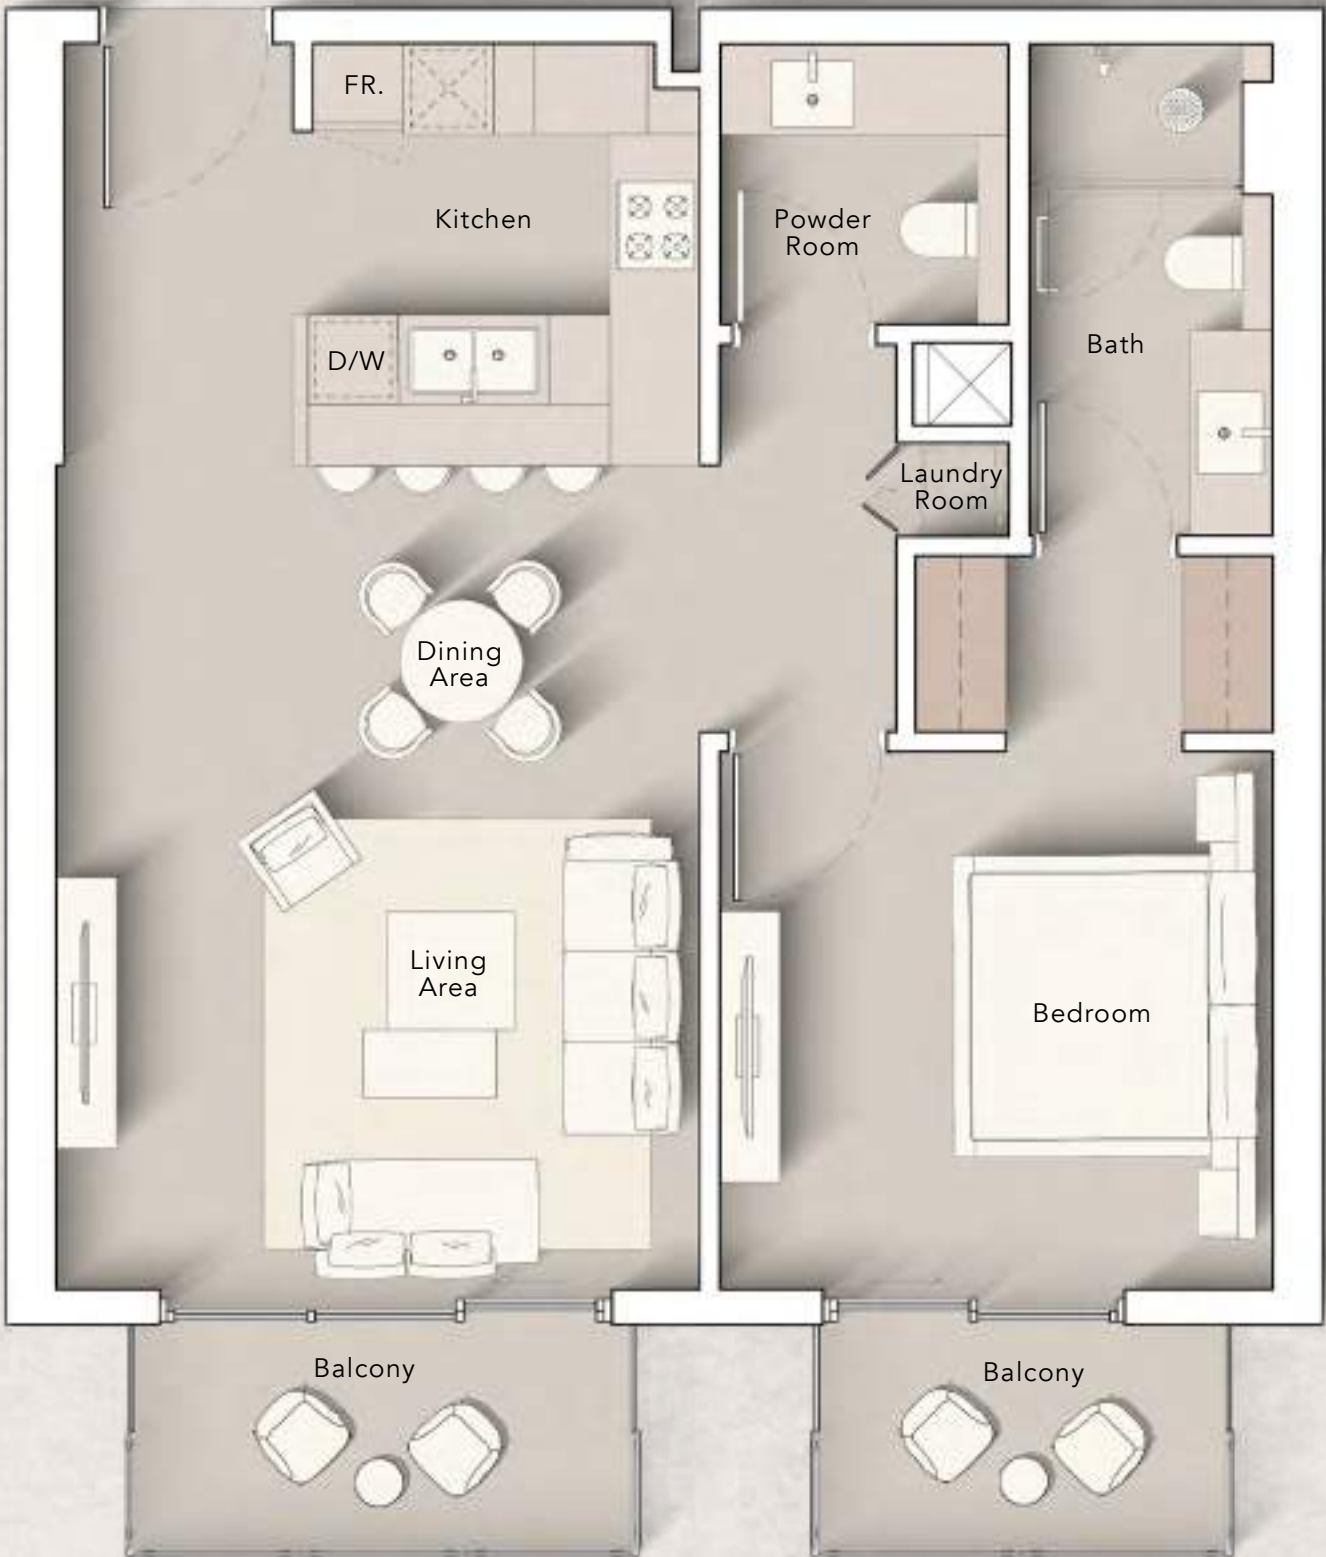 FR.
Kitchen
Powder
Room
D/W
Bath
Laundry
Room
Dining
Area
Living
Area
Bedroom
Balcony
Balcony